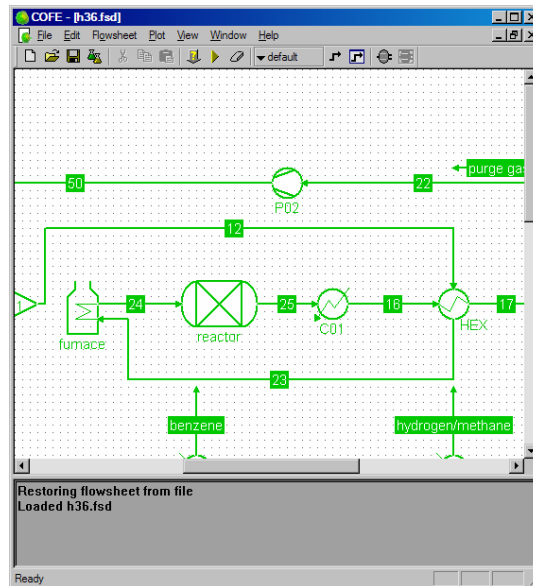 COFE - [h36.fsd]
File Edit Flowsheet Plot View Window Help
default
purge gas
50
22
P02
12
1
24
25
16
17
furnace
reactor
C01
HEX
23
benzene
hydrogen/methane
Restoring flowsheet from file
Loaded h36.fsd
Ready